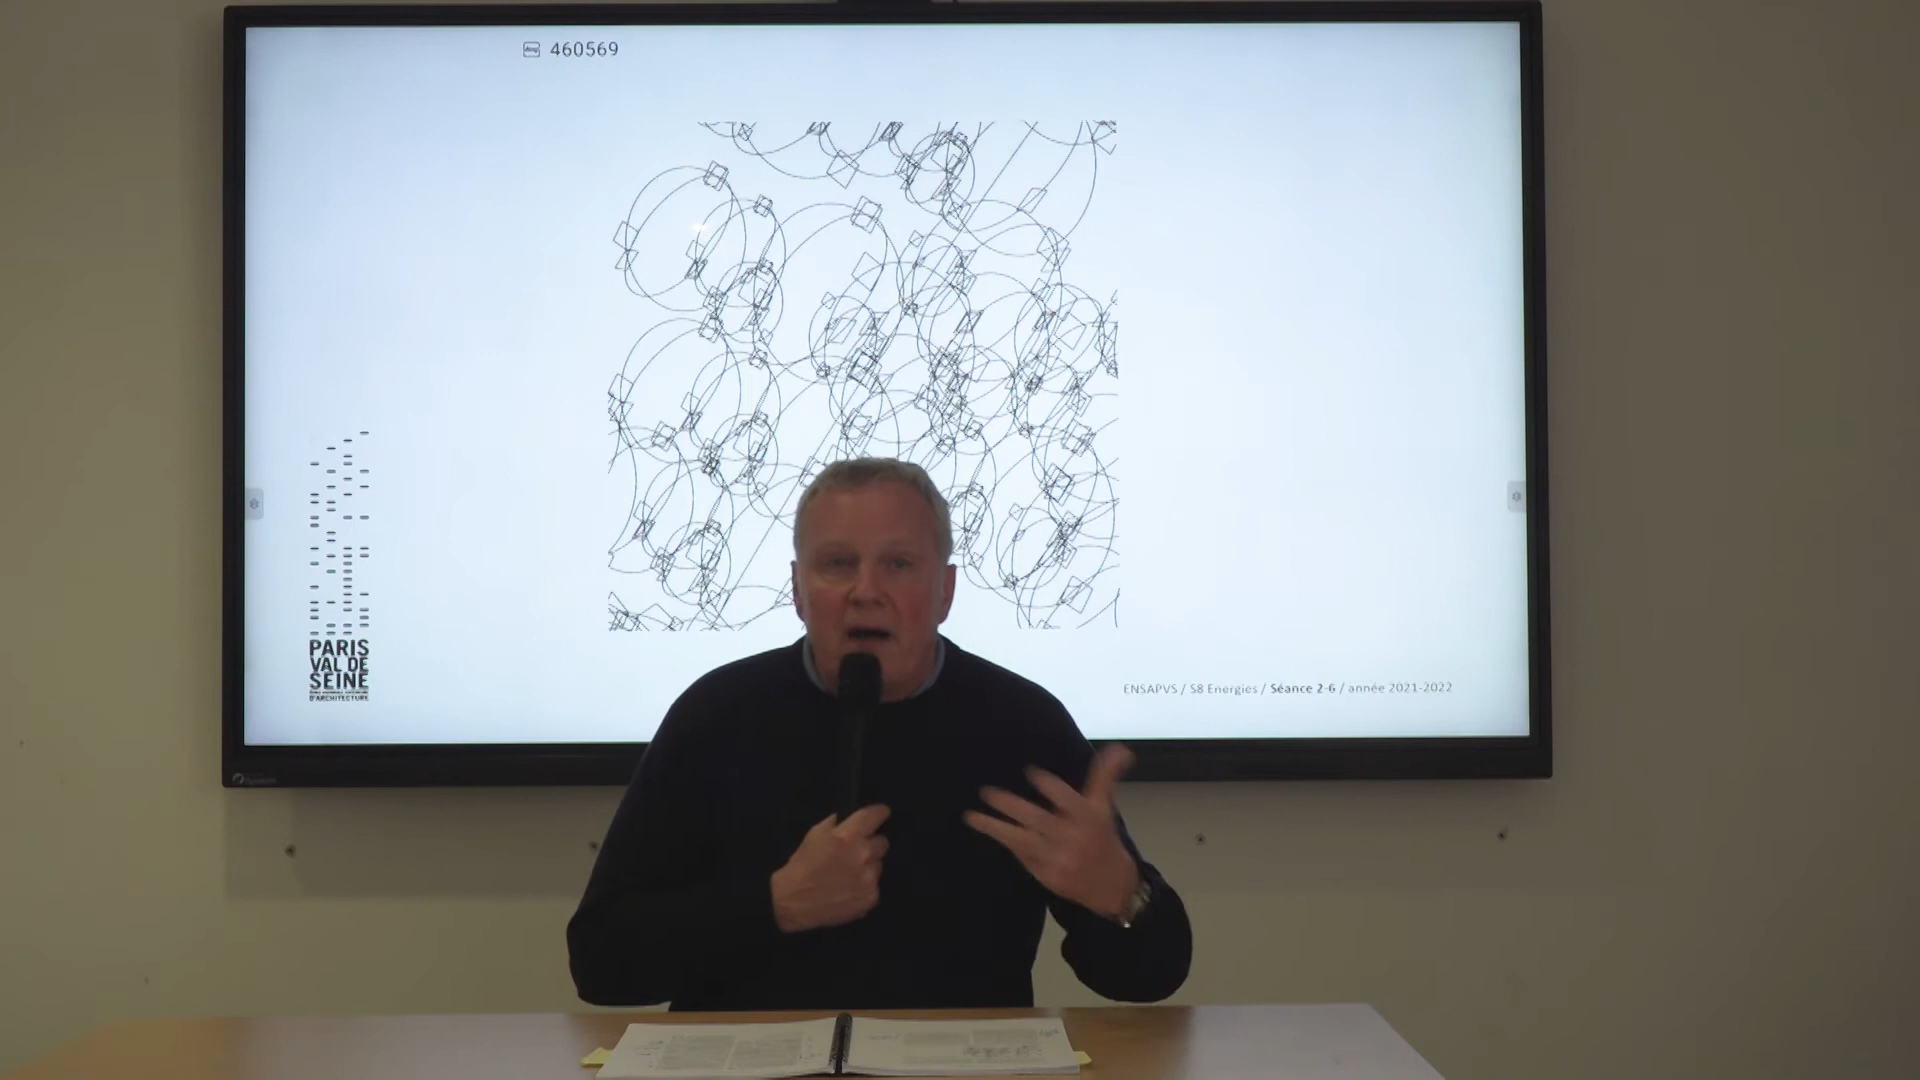 460569
PARIS
VAL DE
SEINE
D'ARCHITECTURE
ENSAPVS / S8 Energies / Séance 2-6 / année 2021-2022